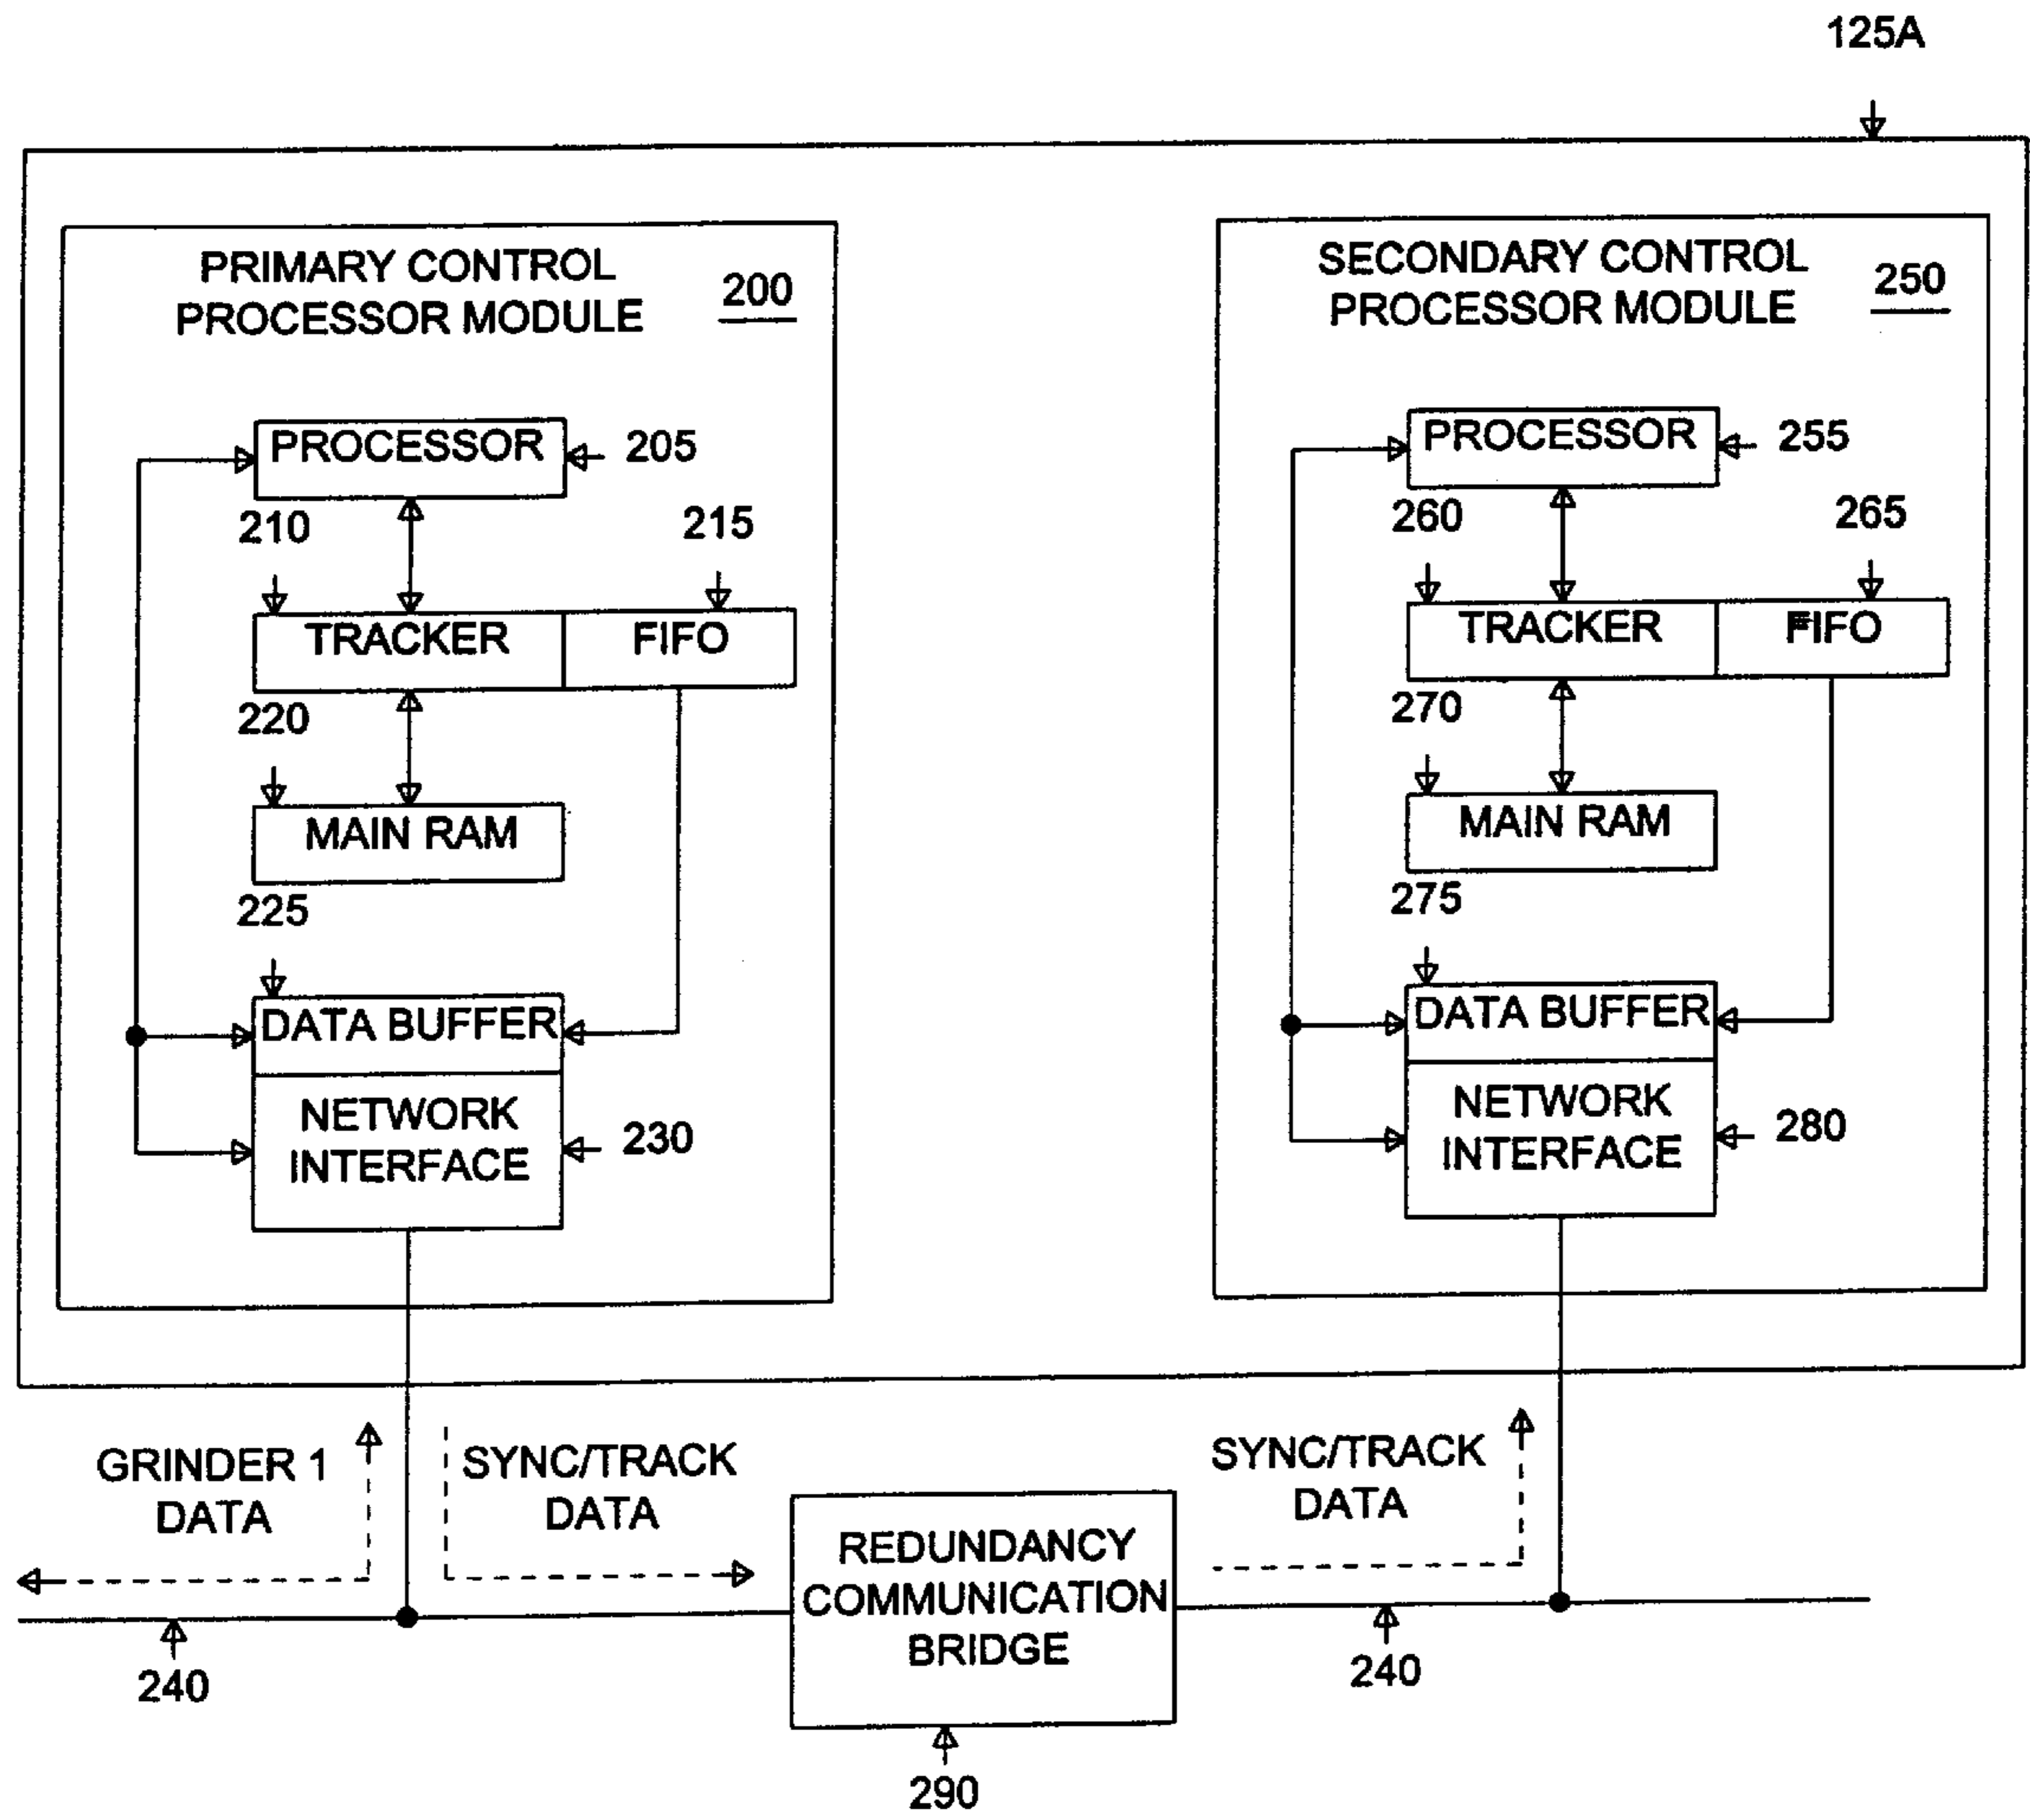 125A
PRIMARY CONTROL
PROCESSOR MODULE
200
PROCESSOR
205
210
215
TRACKER
FIFO
220
MAIN RAM
225
DATA BUFFER
NETWORK
INTERFACE
230
SECONDARY CONTROL
PROCESSOR MODULE
250
PROCESSOR
255
260
265
TRACKER
FIFO
270
MAIN RAM
275
DATA BUFFER
NETWORK
INTERFACE
280
GRINDER 1
DATA
SYNC/TRACK
DATA
SYNC/TRACK
DATA
REDUNDANCY
COMMUNICATION
BRIDGE
240
240
290